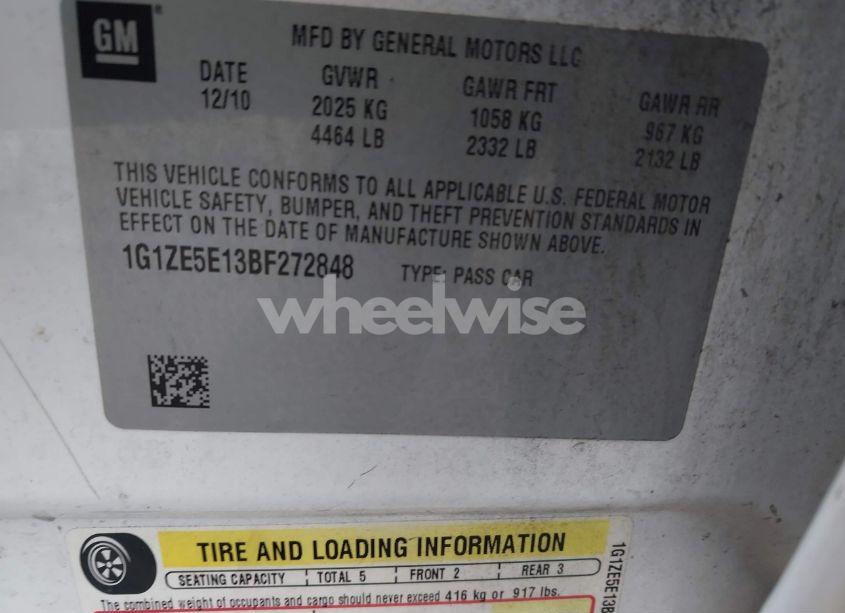 GM
MFD BY GENERAL MOTORS LLC
DATE GVWR GAWR FRT GAWR RR
12/10 2025 KG 1058 KG 967 KG
4464 LB 2332 LB 2132 LB
THIS VEHICLE CONFORMS TO ALL APPLICABLE U.S. FEDERAL MOTOR
VEHICLE SAFETY, BUMPER, AND THEFT PREVENTION STANDARDS IN
EFFECT ON THE DATE OF MANUFACTURE SHOWN ABOVE.
1G1ZE5E13BF272848 TYPE: PASS CAR
wheelwise
TIRE AND LOADING INFORMATION
SEATING CAPACITY TOTAL 5 FRONT 2 REAR 3
The combined weight of occupants and cargo should never exceed 416 kg or 917 lbs.
1G1ZE5E13B